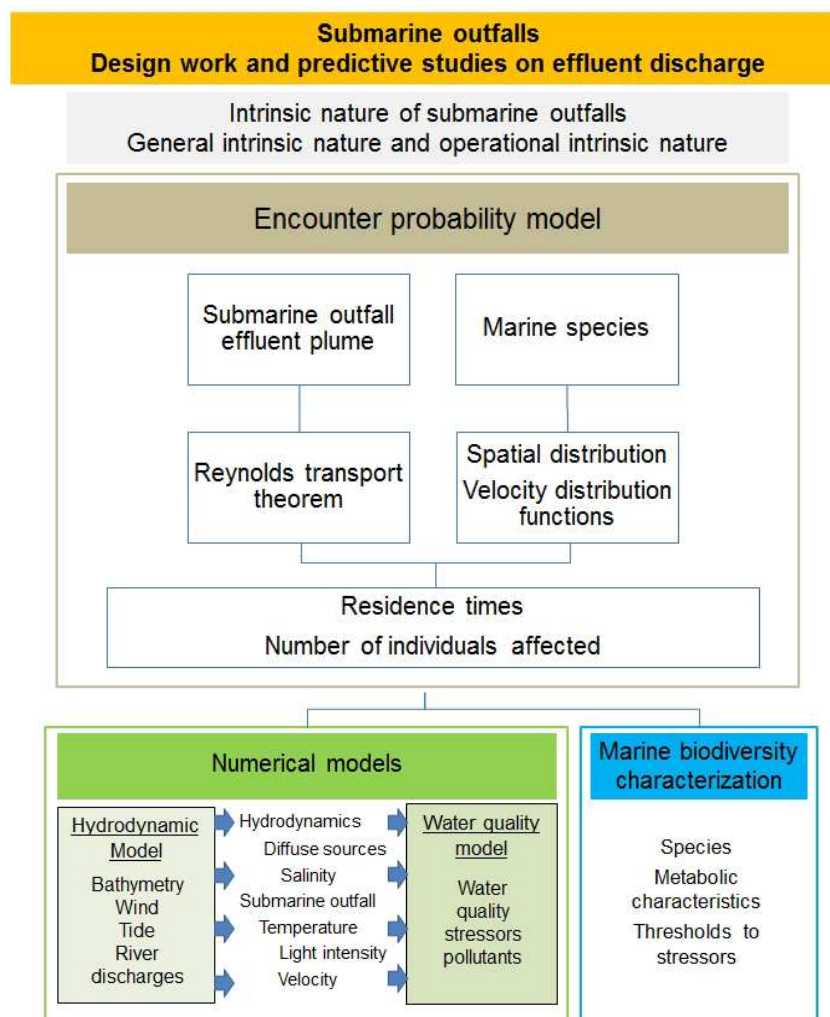 Submarine outfalls
Design work and predictive studies on effluent discharge
Intrinsic nature of submarine outfalls
General intrinsic nature and operational intrinsic nature
Encounter probability model
Submarine outfall
effluent plume
Marine species
Reynolds transport
theorem
Spatial distribution
Velocity distribution
functions
Residence times
Number of individuals affected
Numerical models
Hydrodynamic
Model
Bathymetry
Wind
Tide
River
discharges
Hydrodynamics
Diffuse sources
Salinity
Submarine outfall
Temperature
Light intensity
Velocity
Water quality
model
Water
quality
stressors
pollutants
Marine biodiversity
characterization
Species
Metabolic
characteristics
Thresholds to
stressors